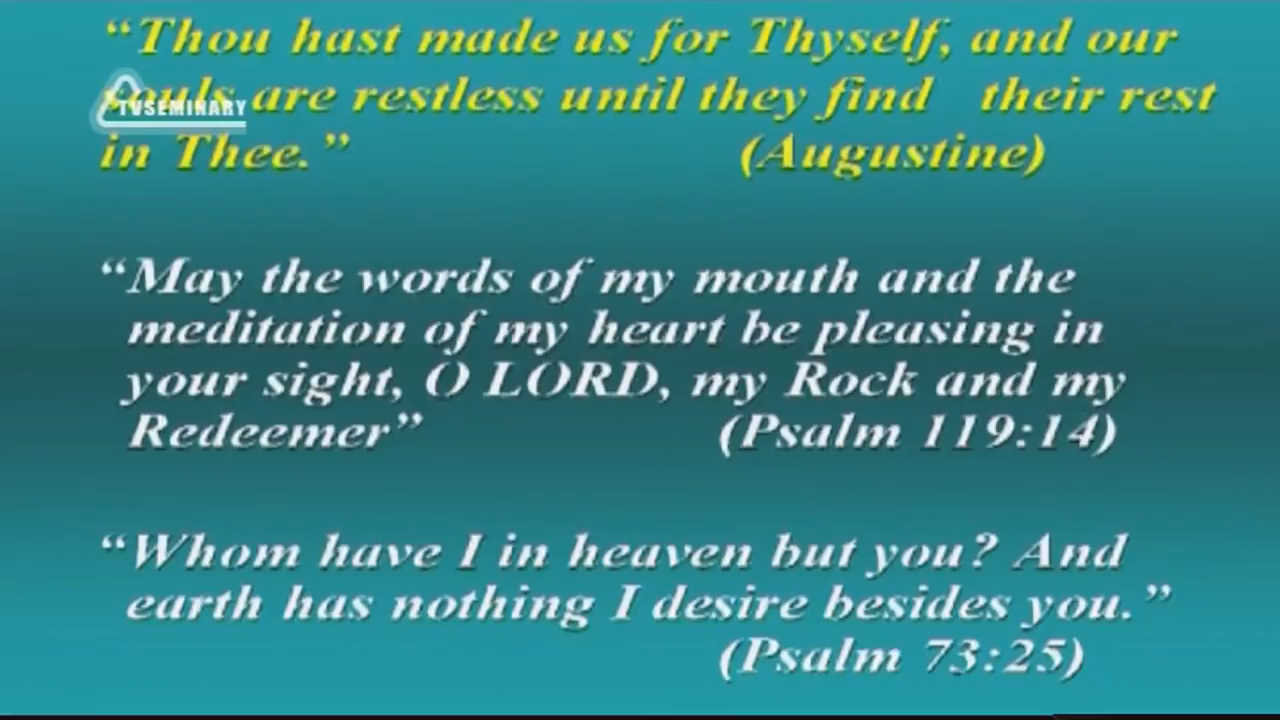 “Thou hast made us for Thyself, and our
souls are restless until they find their rest
in Thee.” (Augustine)
TVSEMINARY
“May the words of my mouth and the
meditation of my heart be pleasing in
your sight, O LORD, my Rock and my
Redeemer” (Psalm 119:14)
“Whom have I in heaven but you? And
earth has nothing I desire besides you.”
(Psalm 73:25)